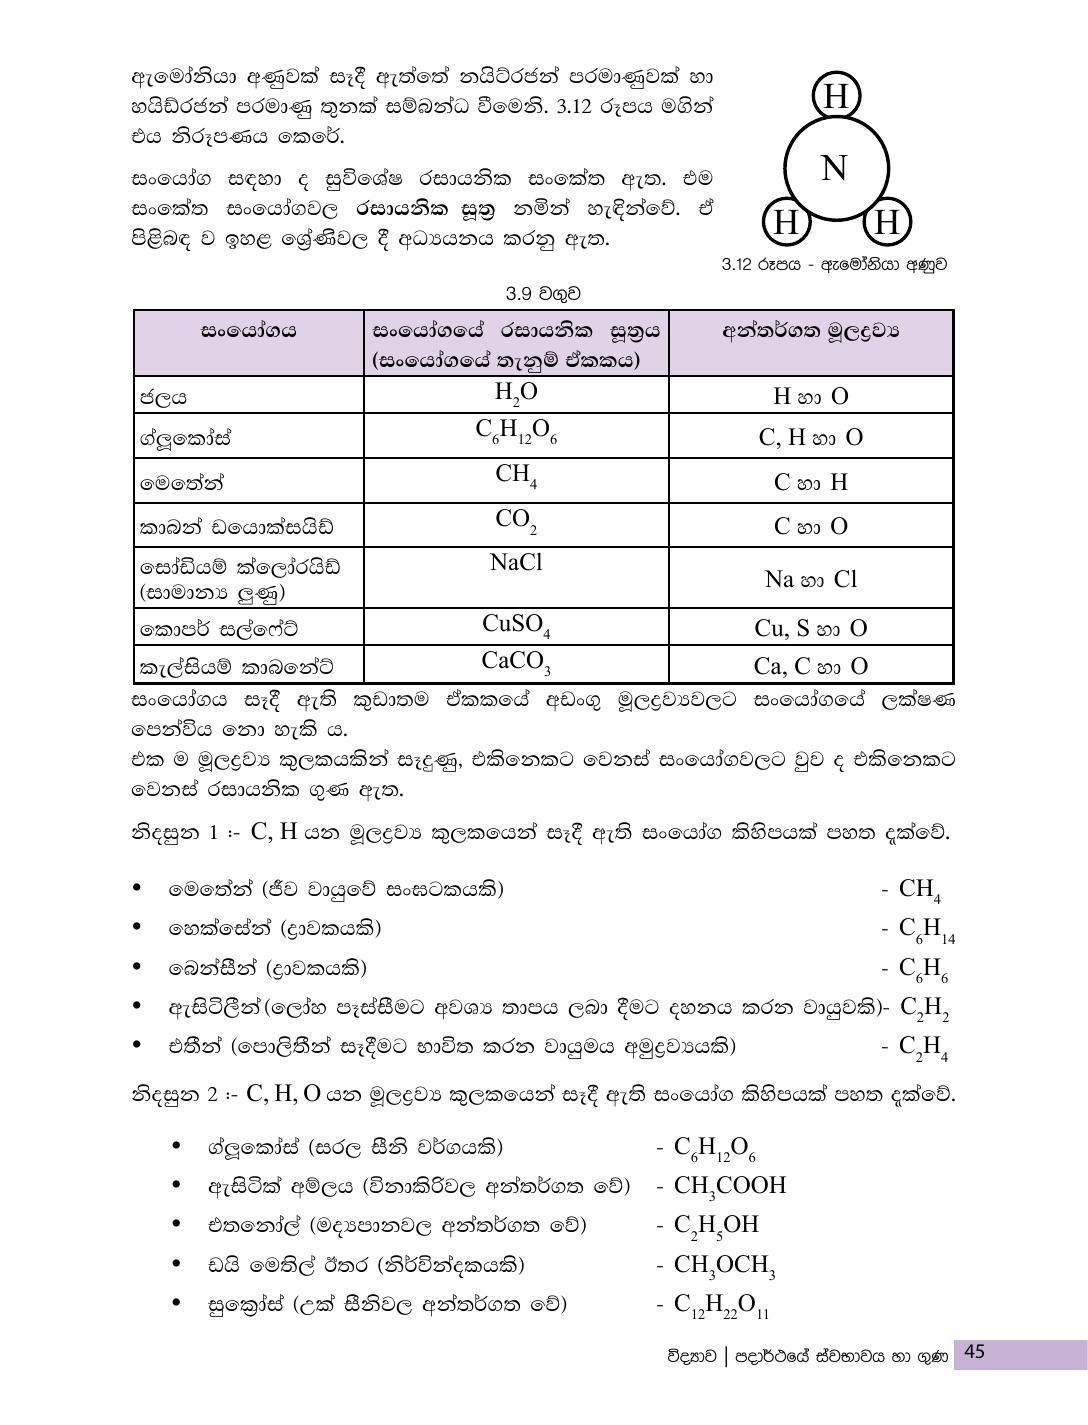 ඇමෝනියා අණුවක් සෑදී ඇත්තේ නයිට්‍රජන් පරමාණුවක් හා
හයිඩ්‍රජන් පරමාණු තුනක් සම්බන්ධ වීමෙනි. 3.12 රූපය මගින්
එය නිරූපණය කෙරේ.
සංයෝග සඳහා ද සුවිශේෂ රසායනික සංකේත ඇත. එම
සංකේත සංයෝගවල රසායනික සූත්‍ර නමින් හැඳින්වේ. ඒ
පිළිබඳ ව ඉහළ ශ්‍රේණිවල දී අධ්‍යයනය කරනු ඇත.
H
N
H H
3.12 රූපය - ඇමෝනියා අණුව
3.9 වගුව
සංයෝගය සංයෝගයේ රසායනික සූත්‍රය (සංයෝගයේ තැනුම් ඒකකය) අන්තර්ගත මූලද්‍රව්‍ය
ජලය H₂O H හා O
ග්ලූකෝස් C₆H₁₂O₆ C, H හා O
මෙතේන් CH₄ C හා H
කාබන් ඩයොක්සයිඩ් CO₂ C හා O
සෝඩියම් ක්ලෝරයිඩ් (සාමාන්‍ය ලුණු) NaCl Na හා Cl
කොපර් සල්ෆේට් CuSO₄ Cu, S හා O
කැල්සියම් කාබනේට් CaCO₃ Ca, C හා O
සංයෝගය සෑදී ඇති කුඩාතම ඒකකයේ අඩංගු මූලද්‍රව්‍යවලට සංයෝගයේ ලක්ෂණ
පෙන්විය නො හැකි ය.
එක ම මූලද්‍රව්‍ය කුලකයකින් සෑදුණු, එකිනෙකට වෙනස් සංයෝගවලට වුව ද එකිනෙකට
වෙනස් රසායනික ගුණ ඇත.
නිදසුන 1 :- C, H යන මූලද්‍රව්‍ය කුලකයෙන් සෑදී ඇති සංයෝග කිහිපයක් පහත දැක්වේ.
• මෙතේන් (ජීව වායුවේ සංඝටකයකි) - CH₄
• හෙක්සේන් (ද්‍රාවකයකි) - C₆H₁₄
• බෙන්සීන් (ද්‍රාවකයකි) - C₆H₆
• ඇසිටිලීන් (ලෝහ පෑස්සීමට අවශ්‍ය තාපය ලබා දීමට දහනය කරන වායුවකි)- C₂H₂
• එතීන් (පොලිතීන් සෑදීමට භාවිත කරන වායුමය අමුද්‍රව්‍යයකි) - C₂H₄
නිදසුන 2 :- C, H, O යන මූලද්‍රව්‍ය කුලකයෙන් සෑදී ඇති සංයෝග කිහිපයක් පහත දැක්වේ.
• ග්ලූකෝස් (සරල සීනි වර්ගයකි) - C₆H₁₂O₆
• ඇසිටික් අම්ලය (විනාකිරිවල අන්තර්ගත වේ) - CH₃COOH
• එතනෝල් (මද්‍යපානවල අන්තර්ගත වේ) - C₂H₅OH
• ඩයි මෙතිල් ඊතර (නිර්වින්දකයකි) - CH₃OCH₃
• සුක්‍රෝස් (උක් සීනිවල අන්තර්ගත වේ) - C₁₂H₂₂O₁₁
විද්‍යාව | පදාර්ථයේ ස්වභාවය හා ගුණ 45